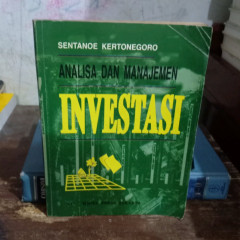 SENTANOE KERTONEGORO
ANALISA DAN MANAJEMEN
INVESTASI